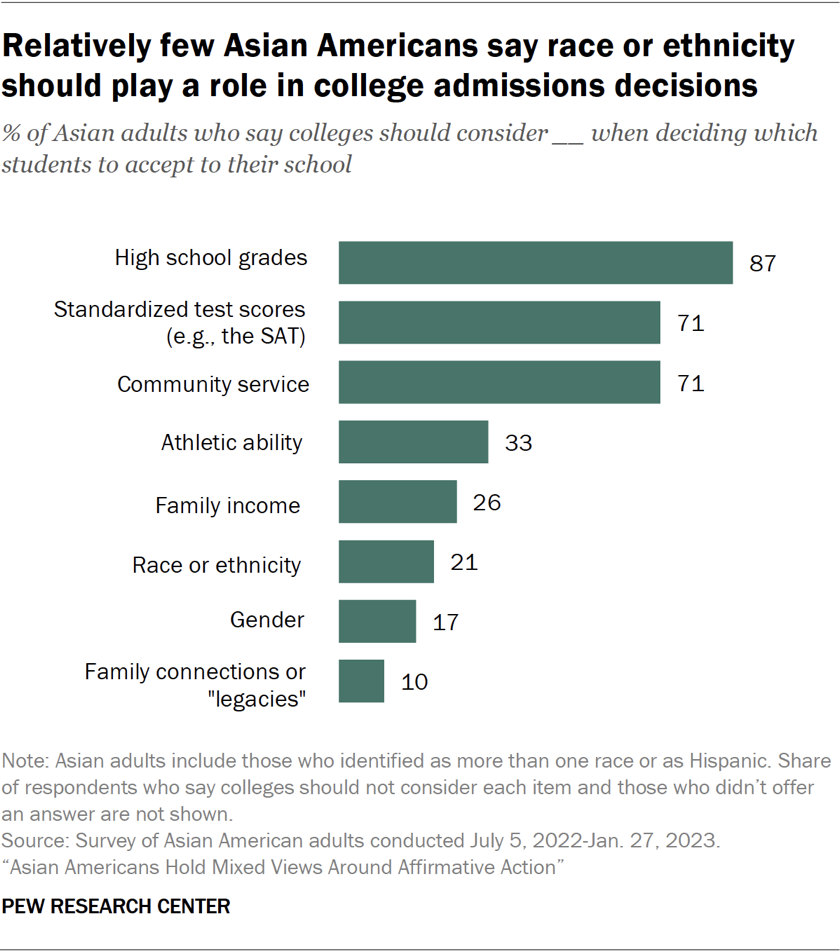 Relatively few Asian Americans say race or ethnicity
should play a role in college admissions decisions
% of Asian adults who say colleges should consider __ when deciding which
students to accept to their school
High school grades 87
Standardized test scores
(e.g., the SAT) 71
Community service 71
Athletic ability 33
Family income 26
Race or ethnicity 21
Gender 17
Family connections or
"legacies" 10
Note: Asian adults include those who identified as more than one race or as Hispanic. Share
of respondents who say colleges should not consider each item and those who didn’t offer
an answer are not shown.
Source: Survey of Asian American adults conducted July 5, 2022-Jan. 27, 2023.
“Asian Americans Hold Mixed Views Around Affirmative Action”
PEW RESEARCH CENTER